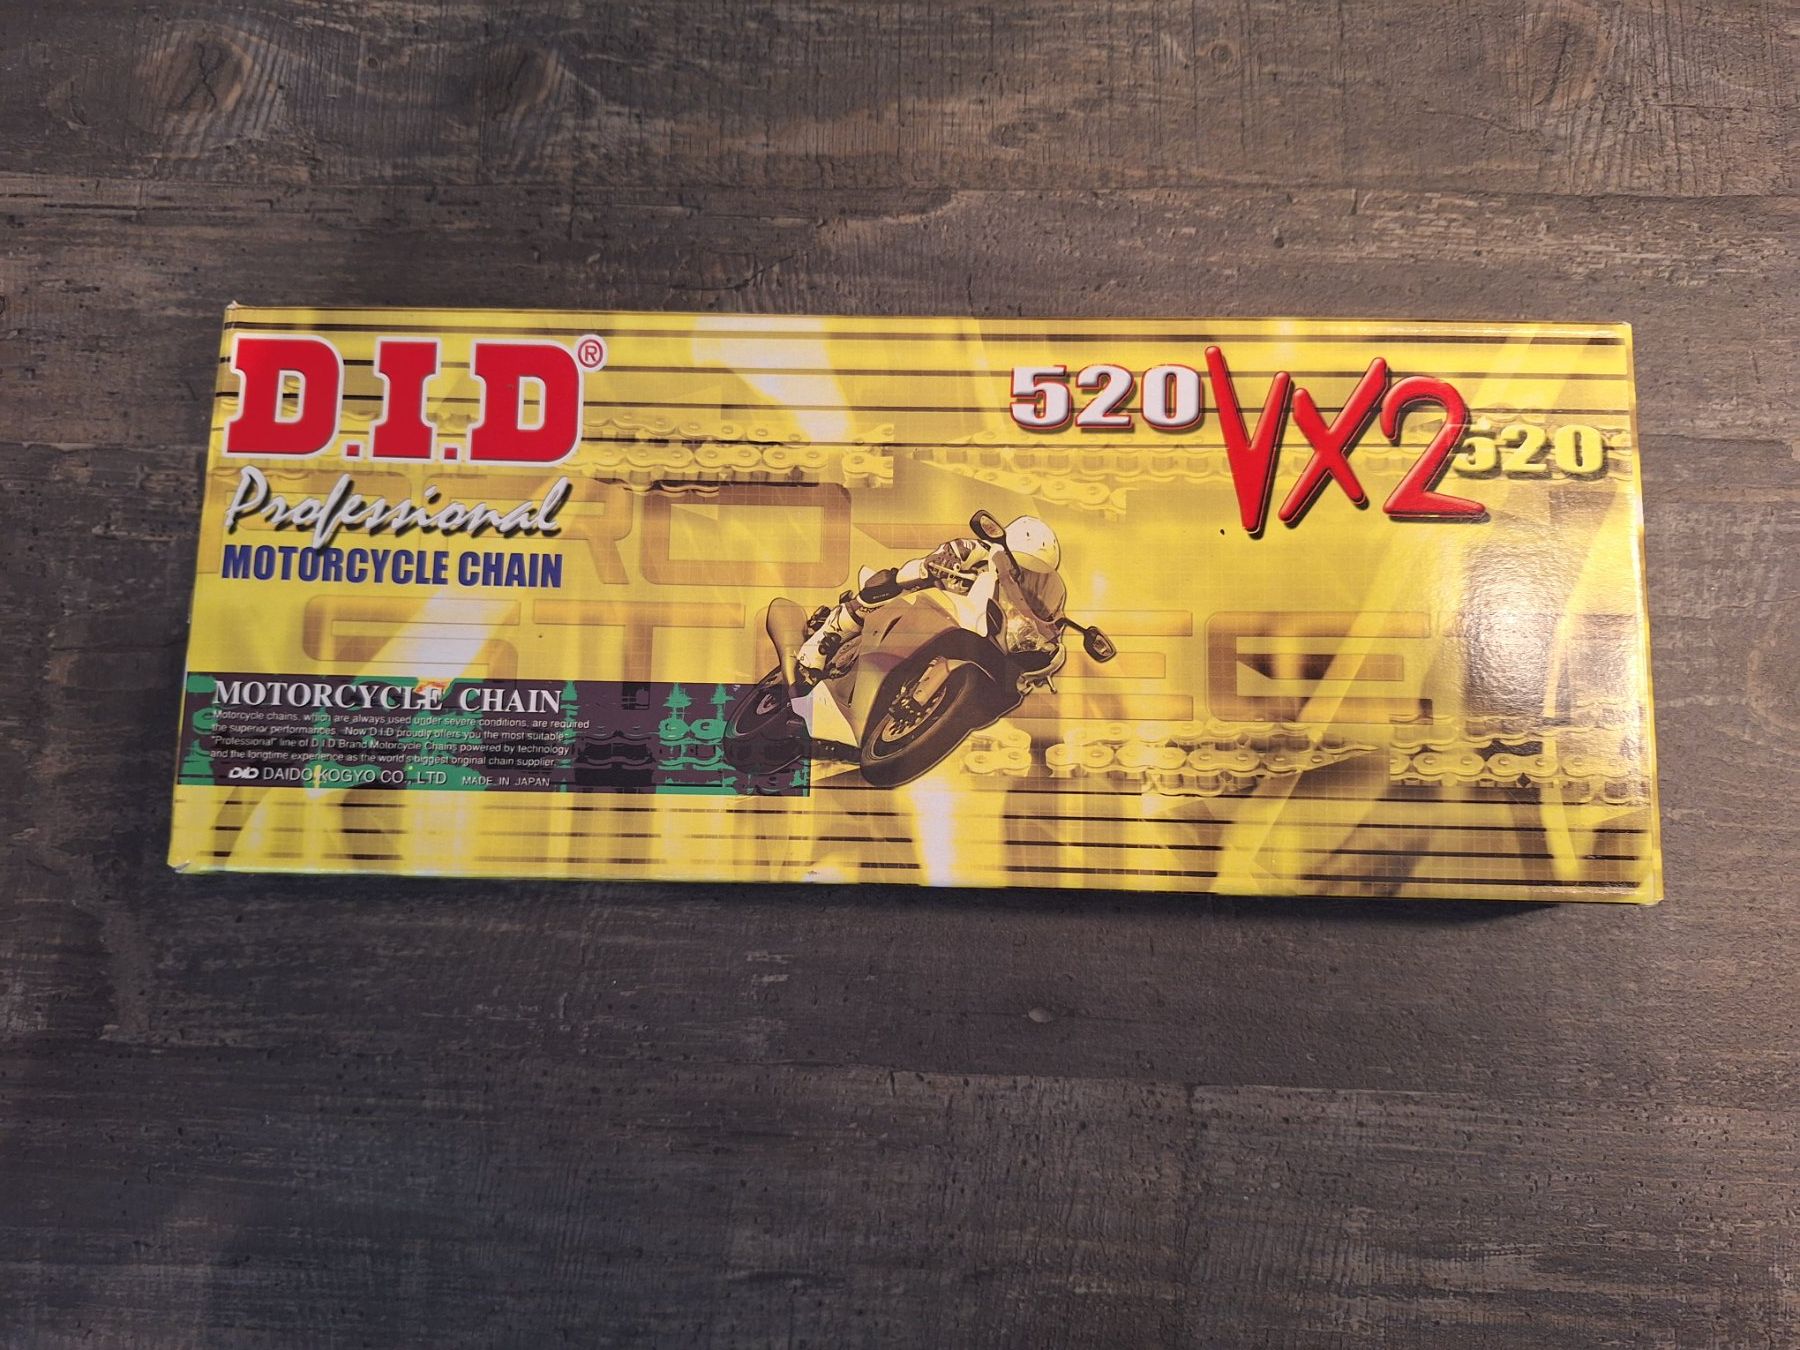 D.I.D®
Professional
MOTORCYCLE CHAIN
520 VX2 520
MOTORCYCLE CHAIN
Motorcycle chains, which are always used under severe conditions, are required
the superior performances. Now D.I.D proudly offers you the most suitable
"Professional" line of D.I.D Brand Motorcycle Chains powered by technology
and the longtime experience as the world's biggest original chain supplier.
DID DAIDO KOGYO CO., LTD MADE IN JAPAN